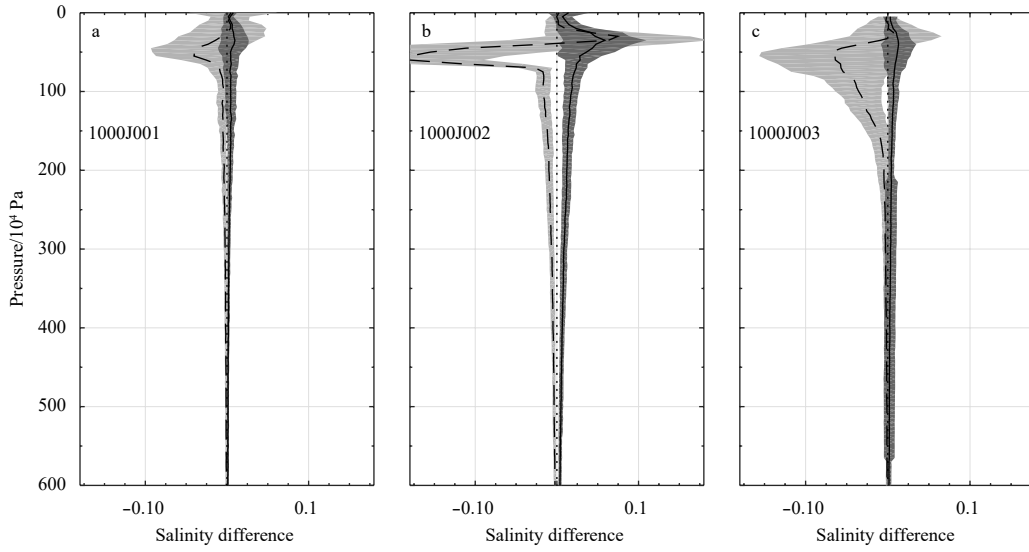 0
100
200
300
400
500
600
Pressure/10⁴ Pa
a
1000J001
−0.10
0.1
Salinity difference
b
1000J002
−0.10
0.1
Salinity difference
c
1000J003
−0.10
0.1
Salinity difference